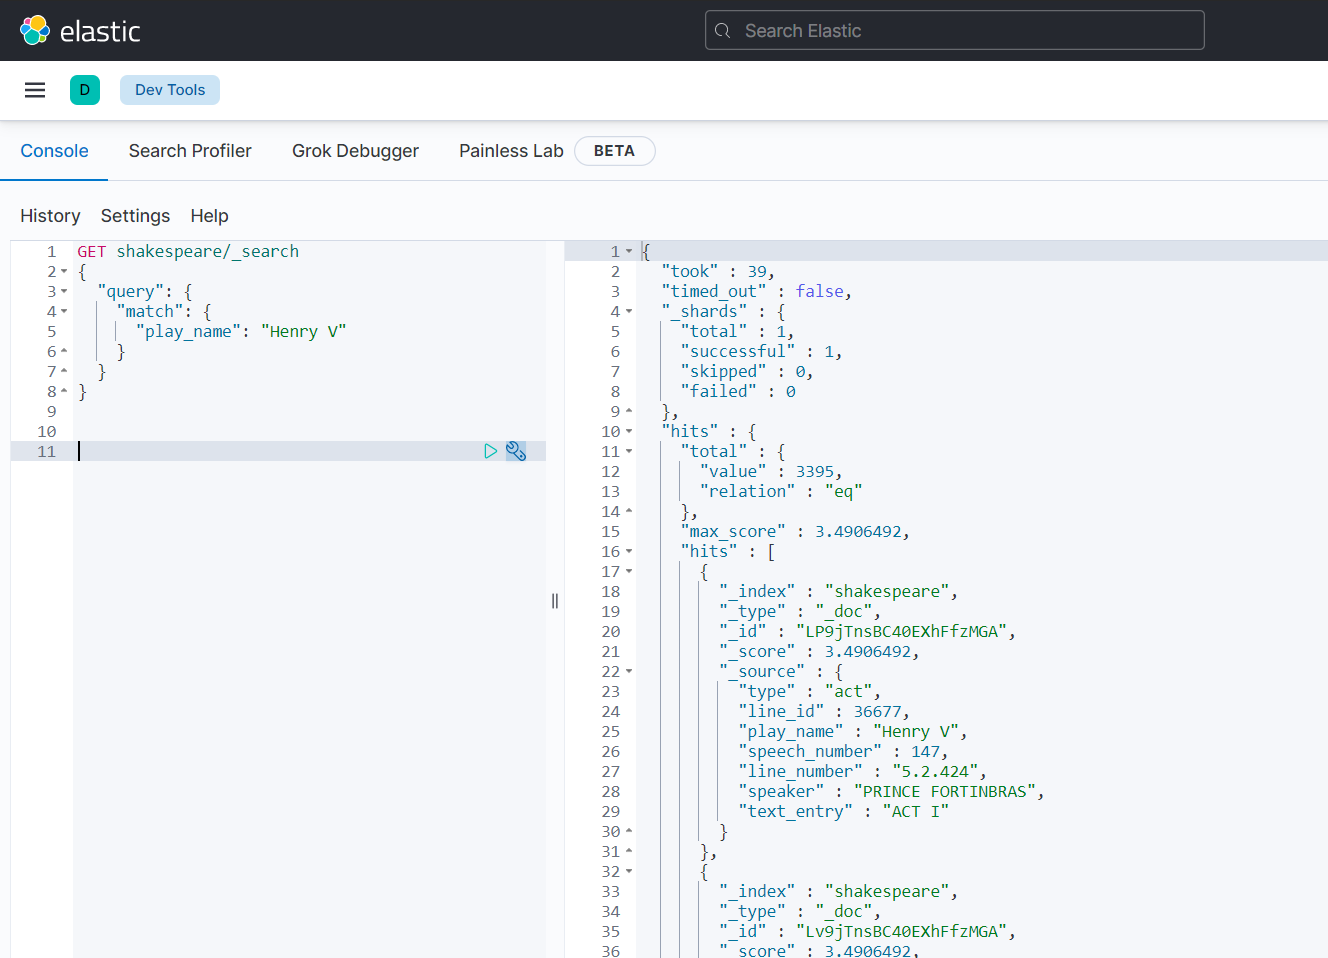 elastic
Search Elastic
D
Dev Tools
Console
Search Profiler
Grok Debugger
Painless Lab
BETA
History
Settings
Help
1 GET shakespeare/_search
2 {
3 "query": {
4 "match": {
5 "play_name": "Henry V"
6 }
7 }
8 }
9
10
11
1 {
2 "took" : 39,
3 "timed_out" : false,
4 "_shards" : {
5 "total" : 1,
6 "successful" : 1,
7 "skipped" : 0,
8 "failed" : 0
9 },
10 "hits" : {
11 "total" : {
12 "value" : 3395,
13 "relation" : "eq"
14 },
15 "max_score" : 3.4906492,
16 "hits" : [
17 {
18 "_index" : "shakespeare",
19 "_type" : "_doc",
20 "_id" : "LP9jTnsBC40EXhFfzMGA",
21 "_score" : 3.4906492,
22 "_source" : {
23 "type" : "act",
24 "line_id" : 36677,
25 "play_name" : "Henry V",
26 "speech_number" : 147,
27 "line_number" : "5.2.424",
28 "speaker" : "PRINCE FORTINBRAS",
29 "text_entry" : "ACT I"
30 }
31 },
32 {
33 "_index" : "shakespeare",
34 "_type" : "_doc",
35 "_id" : "Lv9jTnsBC40EXhFfzMGA",
36 "_score" : 3.4906492,